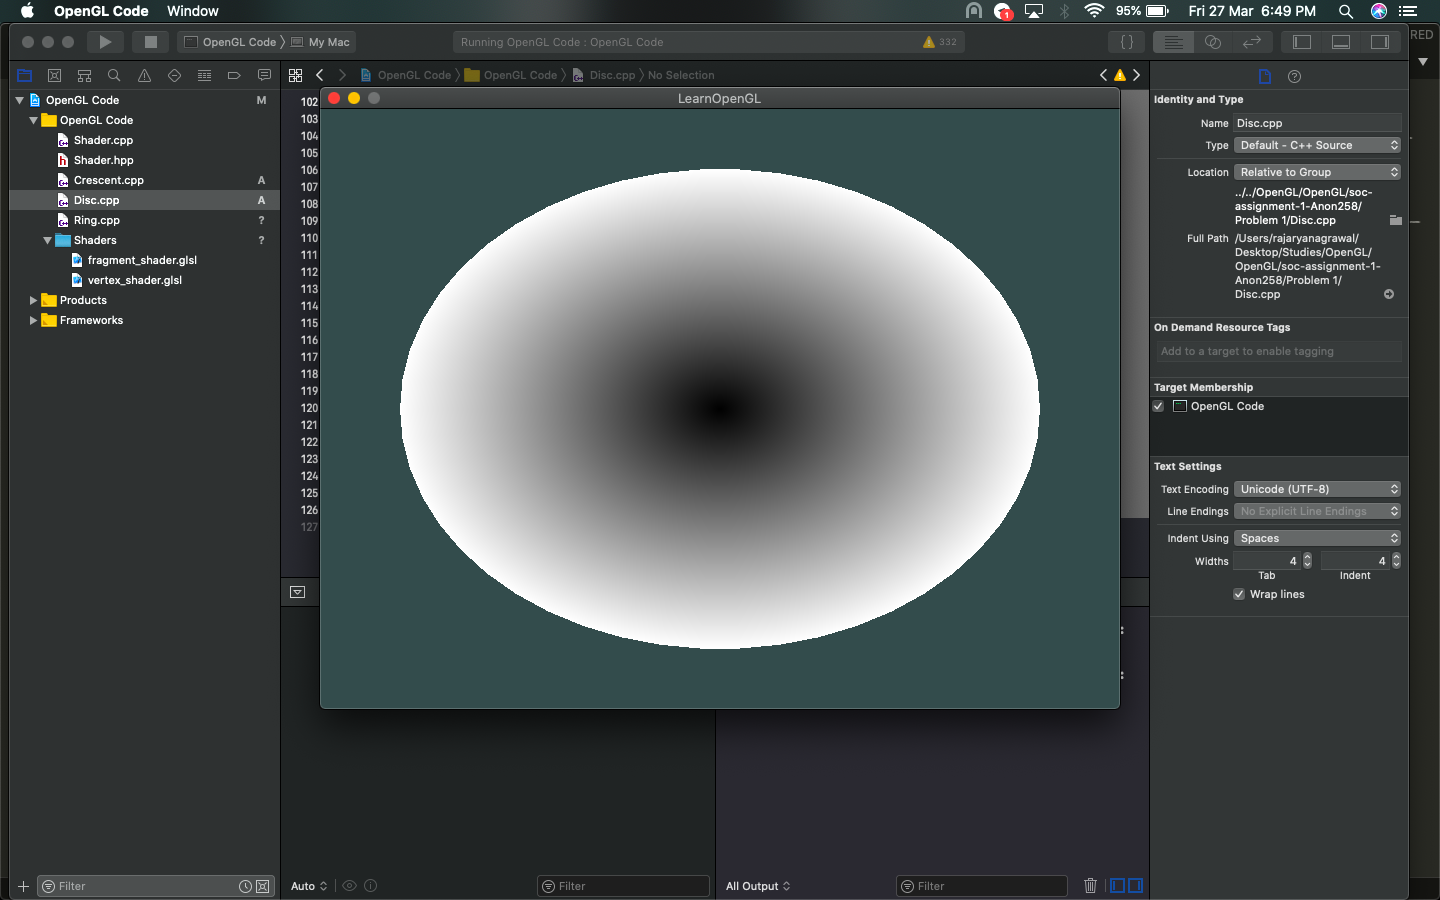 OpenGL Code Window
1 95% Fri 27 Mar 6:49 PM
RED
OpenGL Code My Mac
Running OpenGL Code : OpenGL Code
332
{}
OpenGL Code OpenGL Code Disc.cpp No Selection
OpenGL Code M
OpenGL Code
Shader.cpp
Shader.hpp
Crescent.cpp A
Disc.cpp A
Ring.cpp ?
Shaders ?
fragment_shader.glsl
vertex_shader.glsl
Products
Frameworks
LearnOpenGL
102
103
104
105
106
107
108
109
110
111
112
113
114
115
116
117
118
119
120
121
122
123
124
125
126
127
Identity and Type
Name Disc.cpp
Type Default - C++ Source
Location Relative to Group
../../OpenGL/OpenGL/soc-
assignment-1-Anon258/
Problem 1/Disc.cpp
Full Path /Users/rajaryanagrawal/
Desktop/Studies/OpenGL/
OpenGL/soc-assignment-1-
Anon258/Problem 1/
Disc.cpp
On Demand Resource Tags
Add to a target to enable tagging
Target Membership
OpenGL Code
Text Settings
Text Encoding Unicode (UTF-8)
Line Endings No Explicit Line Endings
Indent Using Spaces
Widths 4 4
Tab Indent
Wrap lines
Filter
Auto
Filter
All Output
Filter